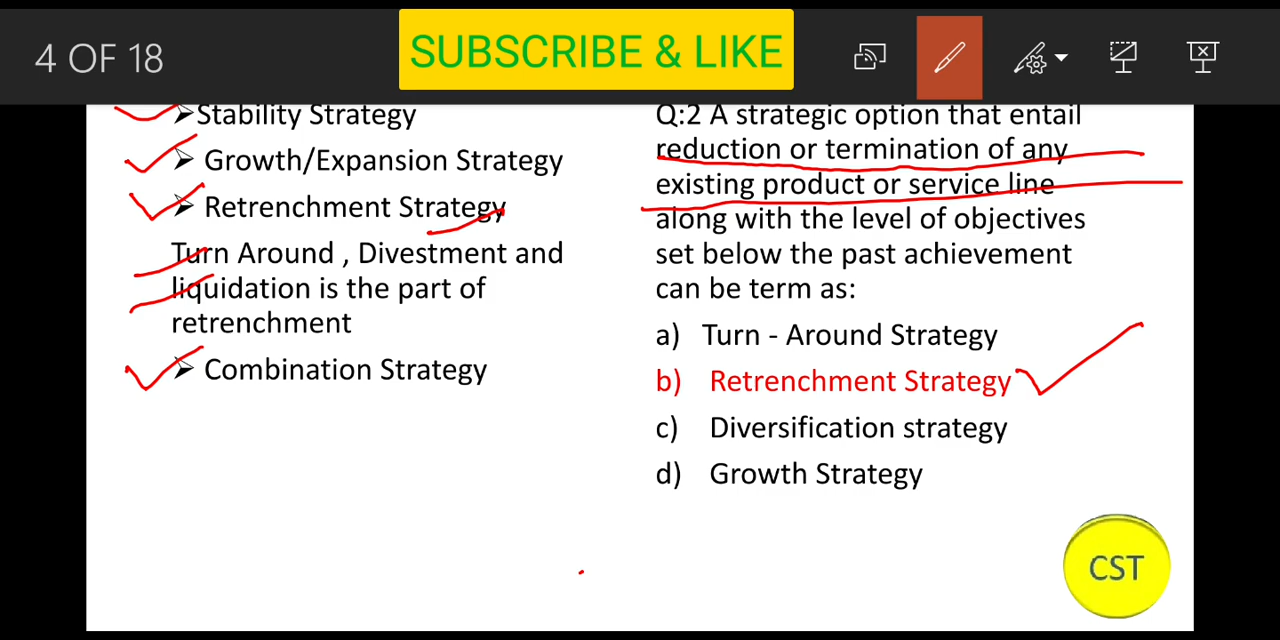 4 OF 18
SUBSCRIBE & LIKE
➢Stability Strategy
➢ Growth/Expansion Strategy
➢ Retrenchment Strategy
Turn Around , Divestment and
liquidation is the part of
retrenchment
➢ Combination Strategy
Q:2 A strategic option that entail
reduction or termination of any
existing product or service line
along with the level of objectives
set below the past achievement
can be term as:
a) Turn - Around Strategy
b) Retrenchment Strategy
c) Diversification strategy
d) Growth Strategy
CST